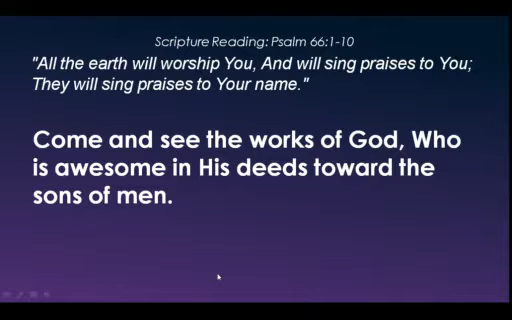 Scripture Reading: Psalm 66:1-10
"All the earth will worship You, And will sing praises to You;
They will sing praises to Your name."
Come and see the works of God, Who
is awesome in His deeds toward the
sons of men.